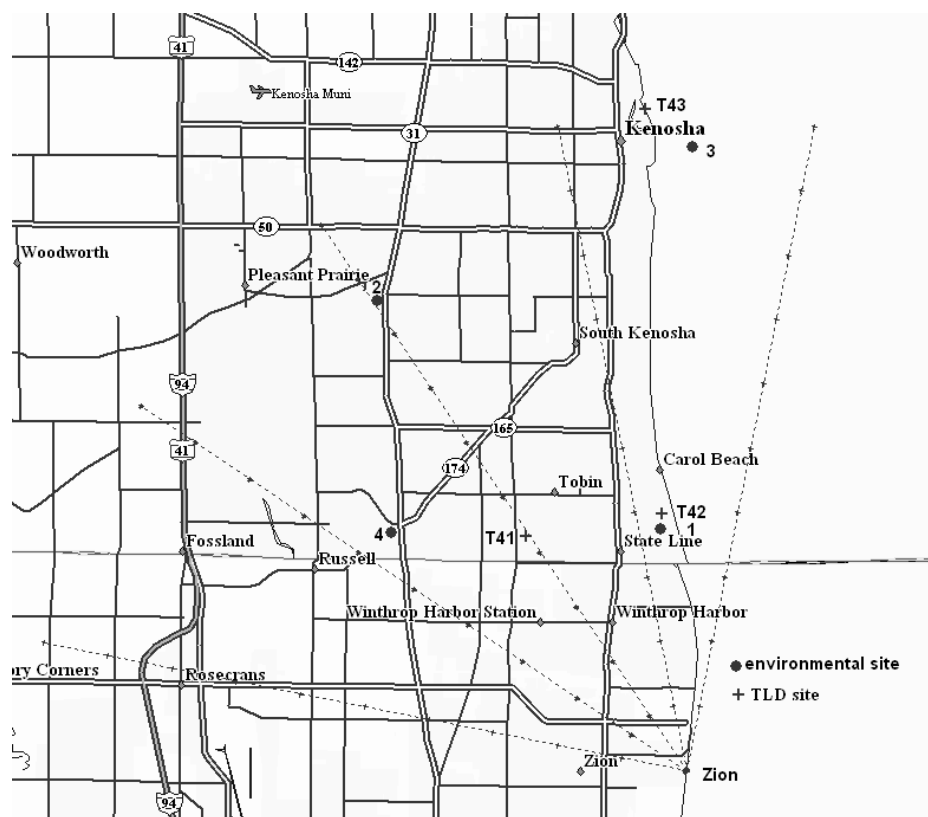 41
142
Kenosha Muni
T43
31
Kenosha
3
50
Woodworth
Pleasant Prairie
2
South Kenosha
94
165
41
Carol Beach
174
Tobin
T42
1
4
T41
Fossland
State Line
Russell
Winthrop Harbor Station
Winthrop Harbor
environmental site
ory Corners
Rosecrans
TLD site
Zion
Zion
94